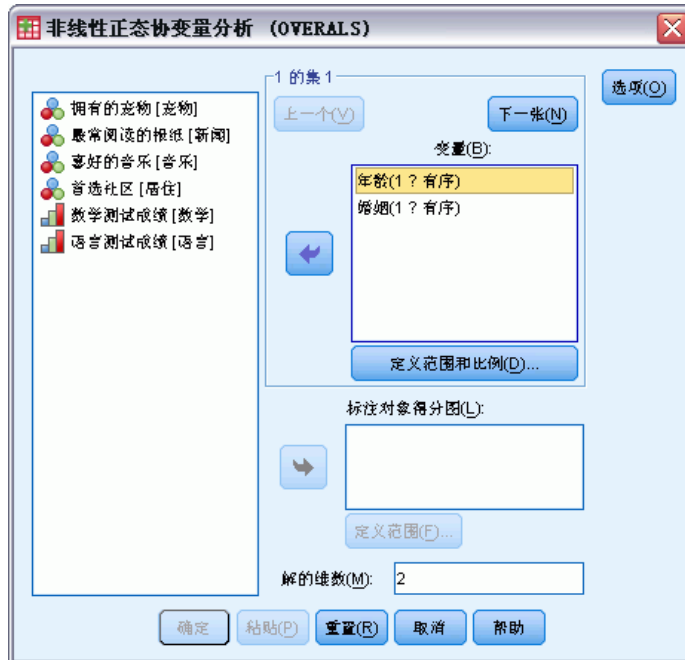 非线性正态协变量分析 (OVERALS)
1 的集 1
选项(O)
上一个(V)
下一张(N)
拥有的宠物 [宠物]
最常阅读的报纸 [新闻]
喜好的音乐 [音乐]
首选社区 [居住]
数学测试成绩 [数学]
语言测试成绩 [语言]
变量(B):
年龄(1 ? 有序)
婚姻(1 ? 有序)
定义范围和比例(D)...
标注对象得分图(L):
定义范围(F)...
解的维数(M): 2
确定 粘贴(P) 重置(R) 取消 帮助